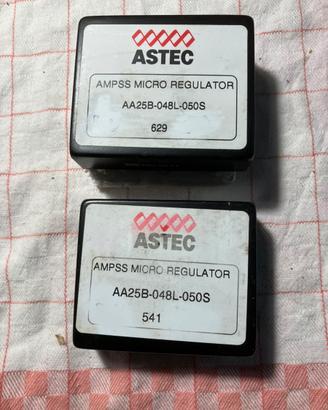 ASTEC
AMPSS MICRO REGULATOR
AA25B-048L-050S
629
ASTEC
AMPSS MICRO REGULATOR
AA25B-048L-050S
541